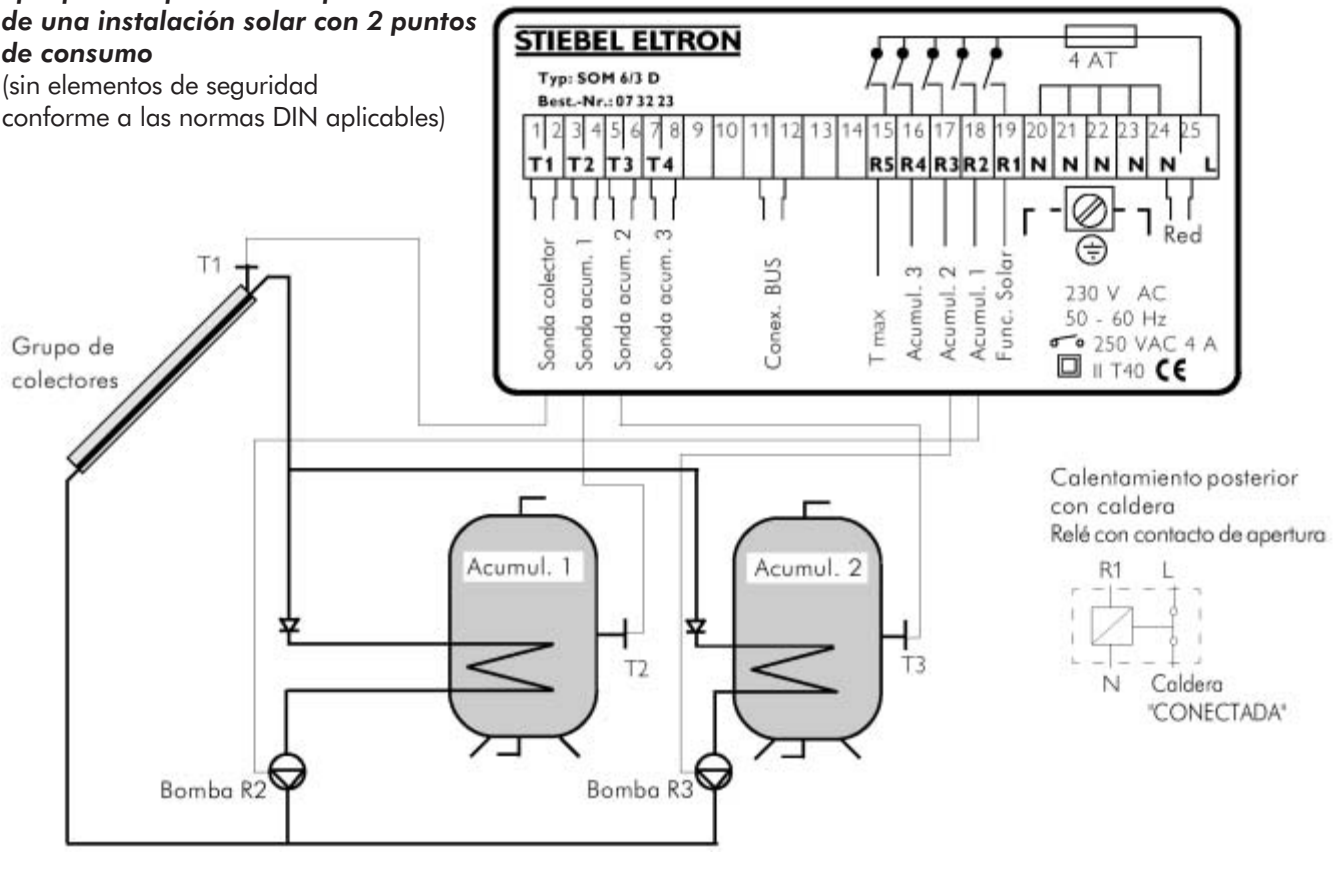 de una instalación solar con 2 puntos
de consumo
(sin elementos de seguridad
conforme a las normas DIN aplicables)
STIEBEL ELTRON
Typ: SOM 6/3 D
Best.-Nr.: 07 32 23
4 AT
1 2 3 4 5 6 7 8 9 10 11 12 13 14 15 16 17 18 19 20 21 22 23 24 25
T1 T2 T3 T4 R5 R4 R3 R2 R1 N N N N N L
Sonda colector
Sonda acum. 1
Sonda acum. 2
Sonda acum. 3
Conex. BUS
T max
Acumul. 3
Acumul. 2
Acumul. 1
Func. Solar
Red
230 V AC
50 - 60 Hz
250 VAC 4 A
II T40 CE
T1
Grupo de
colectores
Acumul. 1
T2
Acumul. 2
T3
Bomba R2
Bomba R3
Calentamiento posterior
con caldera
Relé con contacto de apertura
R1 L
N Caldera
"CONECTADA"